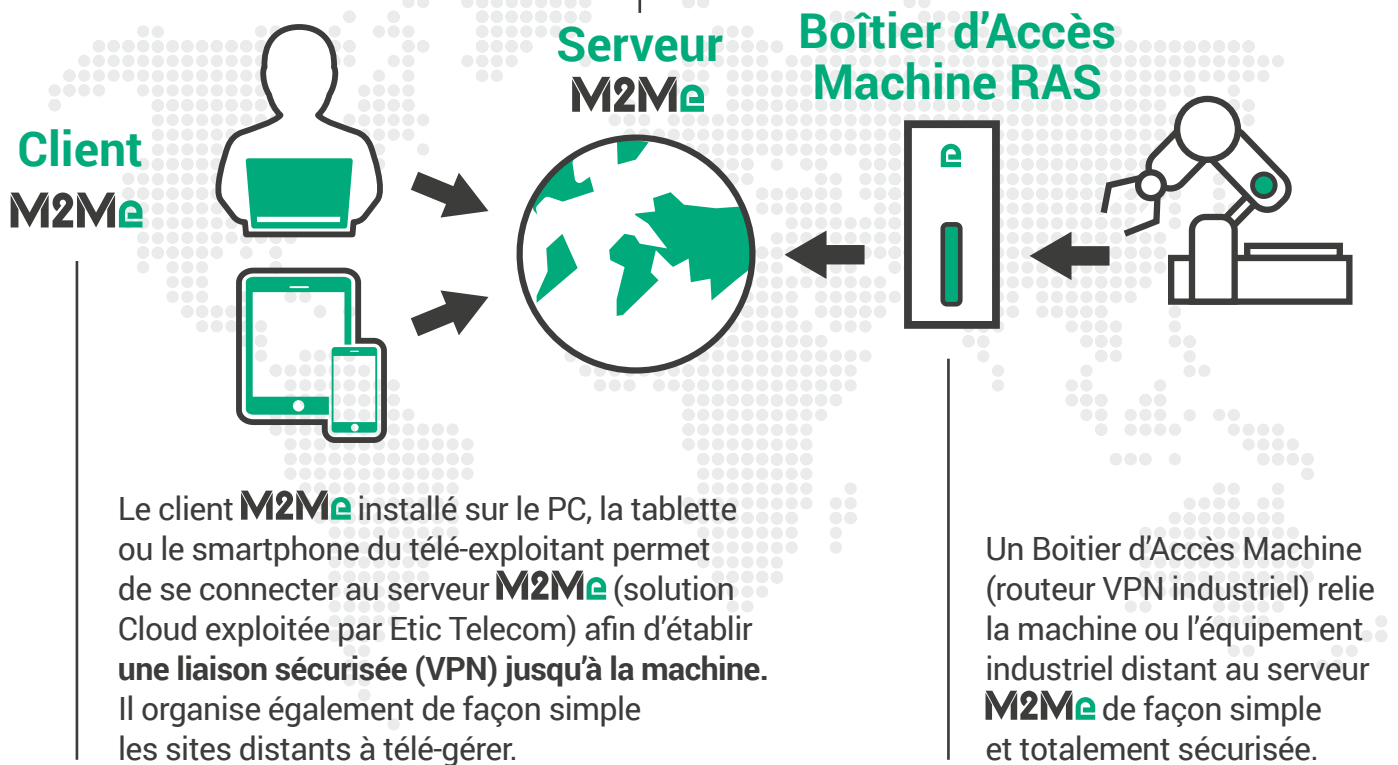 Serveur
M2Me
Boîtier d'Accès
Machine RAS
Client
M2Me
e
Le client M2Me installé sur le PC, la tablette
ou le smartphone du télé-exploitant permet
de se connecter au serveur M2Me (solution
Cloud exploitée par Etic Telecom) afin d'établir
une liaison sécurisée (VPN) jusqu'à la machine.
Il organise également de façon simple
les sites distants à télé-gérer.
Un Boitier d'Accès Machine
(routeur VPN industriel) relie
la machine ou l'équipement
industriel distant au serveur
M2Me de façon simple
et totalement sécurisée.